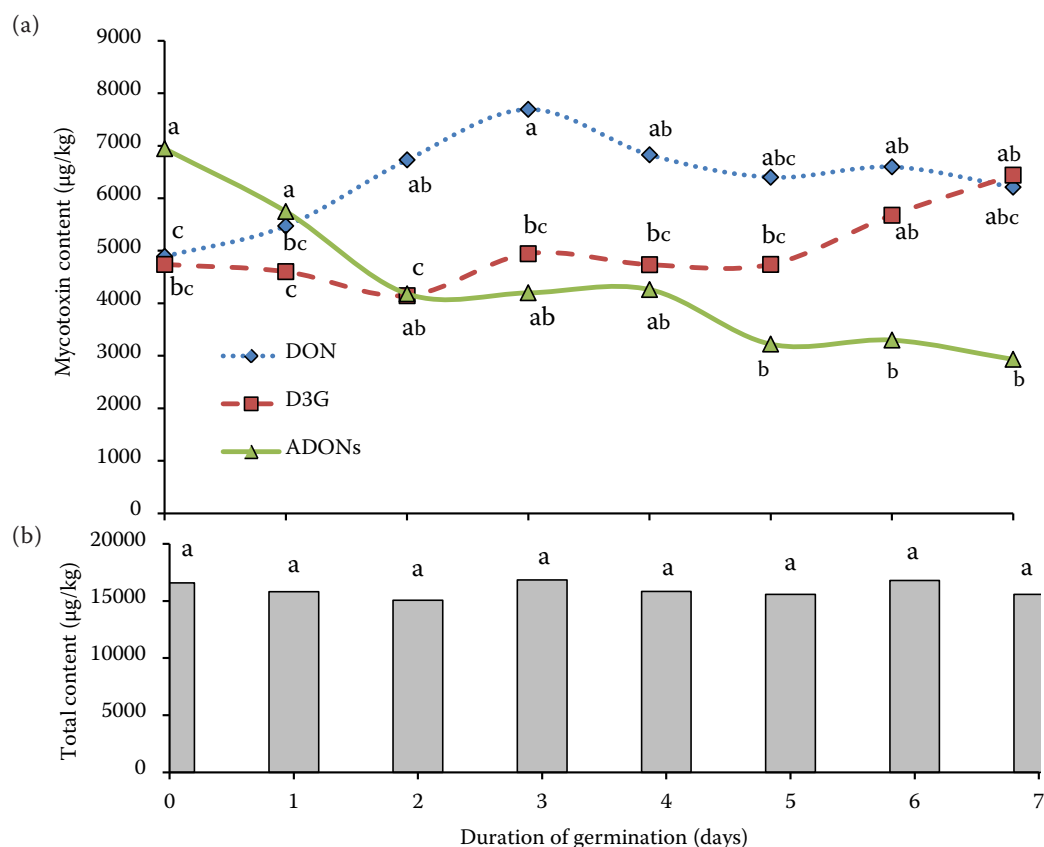 (a)
Mycotoxin content (µg/kg)
9000
8000
7000
6000
5000
4000
3000
2000
1000
0
a
a
c
bc
bc
c
ab
c
ab
a
bc
ab
ab
bc
ab
abc
bc
b
ab
ab
b
ab
abc
b
DON
D3G
ADONs
(b)
Total content (µg/kg)
20000
15000
10000
5000
0
a a a a a a a a
0 1 2 3 4 5 6 7
Duration of germination (days)